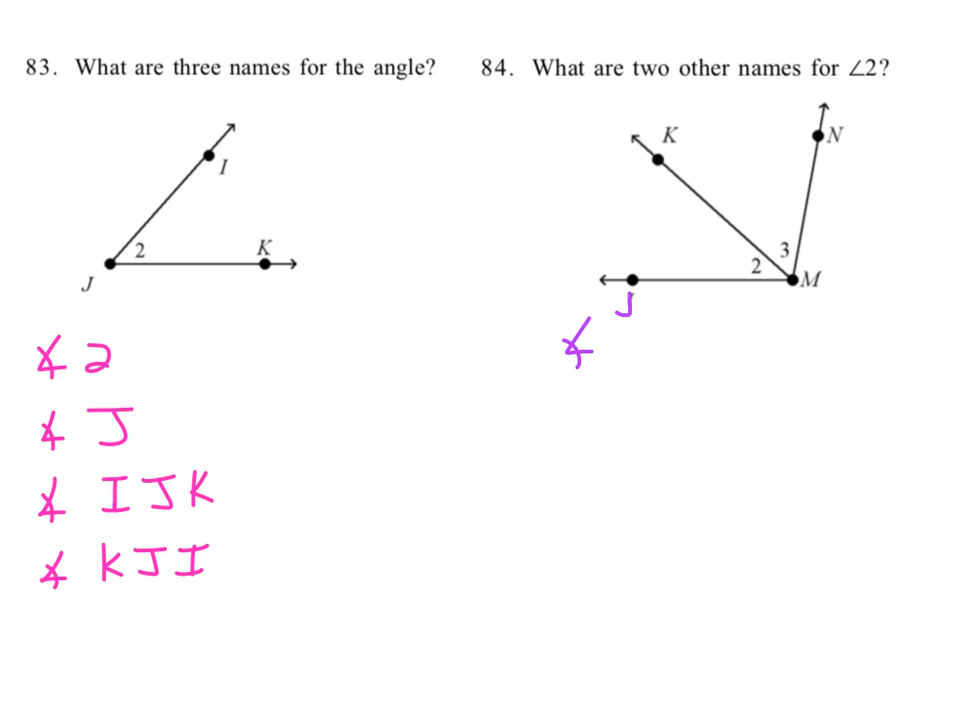 83. What are three names for the angle?
84. What are two other names for ∠2?
I
2
K
J
K
N
3
2
M
J
∡
∡ 2
∡ J
∡ IJK
∡ KJI